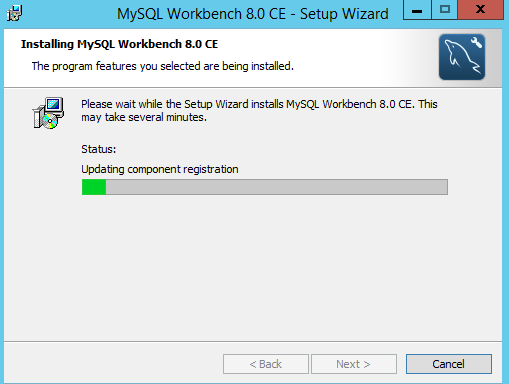 MySQL Workbench 8.0 CE - Setup Wizard
Installing MySQL Workbench 8.0 CE
The program features you selected are being installed.
Please wait while the Setup Wizard installs MySQL Workbench 8.0 CE. This
may take several minutes.
Status:
Updating component registration
< Back
Next >
Cancel